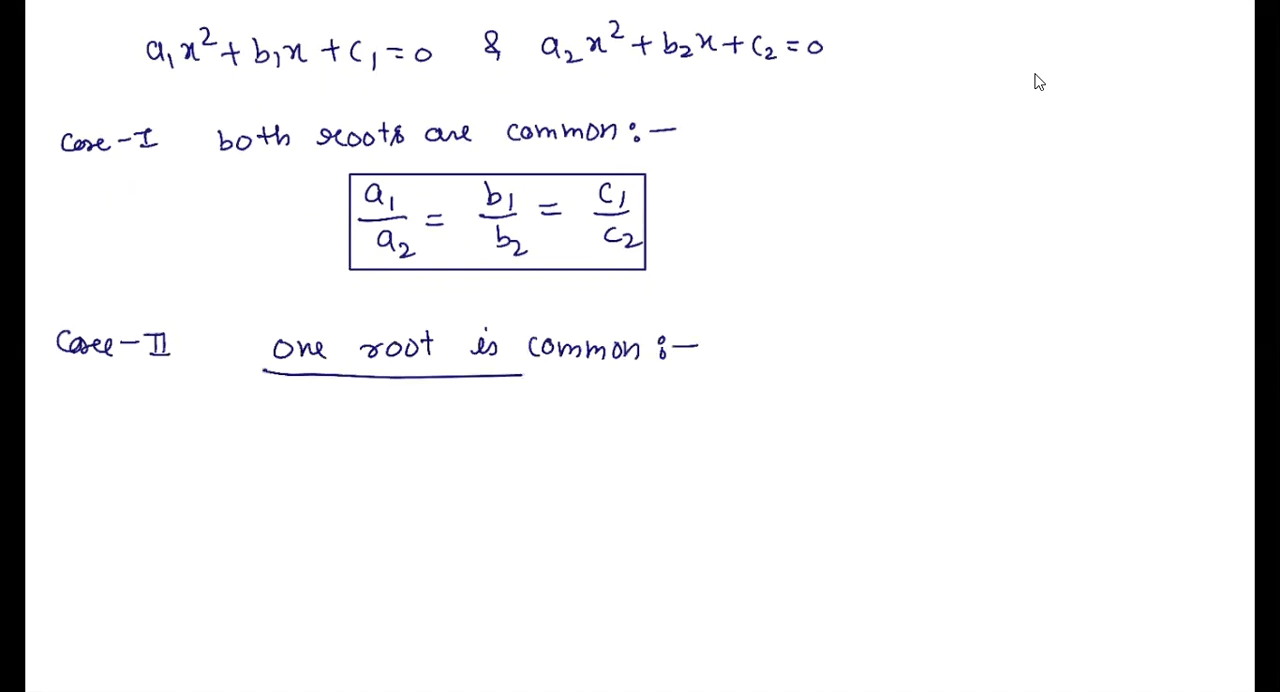 a₁x² + b₁x + c₁ = 0 & a₂x² + b₂x + c₂ = 0
Case-I both roots are common :-
a₁/a₂ = b₁/b₂ = c₁/c₂
Case-II one root is common :-